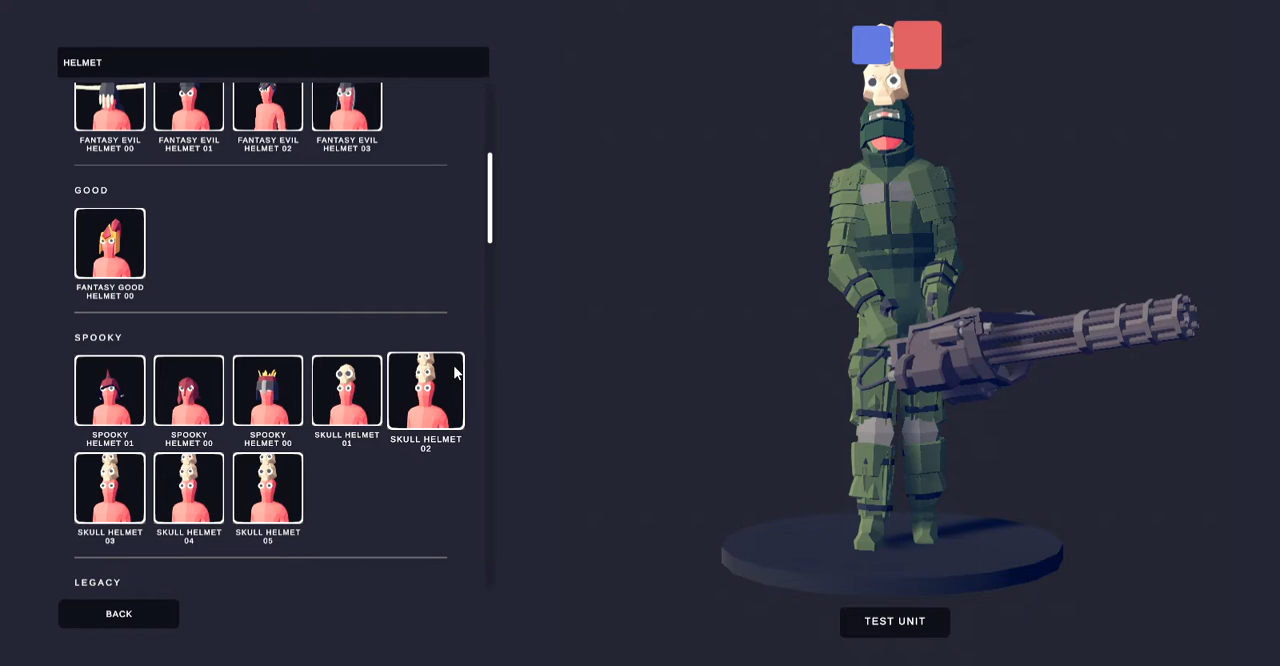 HELMET
FANTASY EVIL
HELMET 00
FANTASY EVIL
HELMET 01
FANTASY EVIL
HELMET 02
FANTASY EVIL
HELMET 03
GOOD
FANTASY GOOD
HELMET 00
SPOOKY
SPOOKY
HELMET 01
SPOOKY
HELMET 00
SPOOKY
HELMET 00
SKULL HELMET
01
SKULL HELMET
02
SKULL HELMET
03
SKULL HELMET
04
SKULL HELMET
05
LEGACY
BACK
TEST UNIT